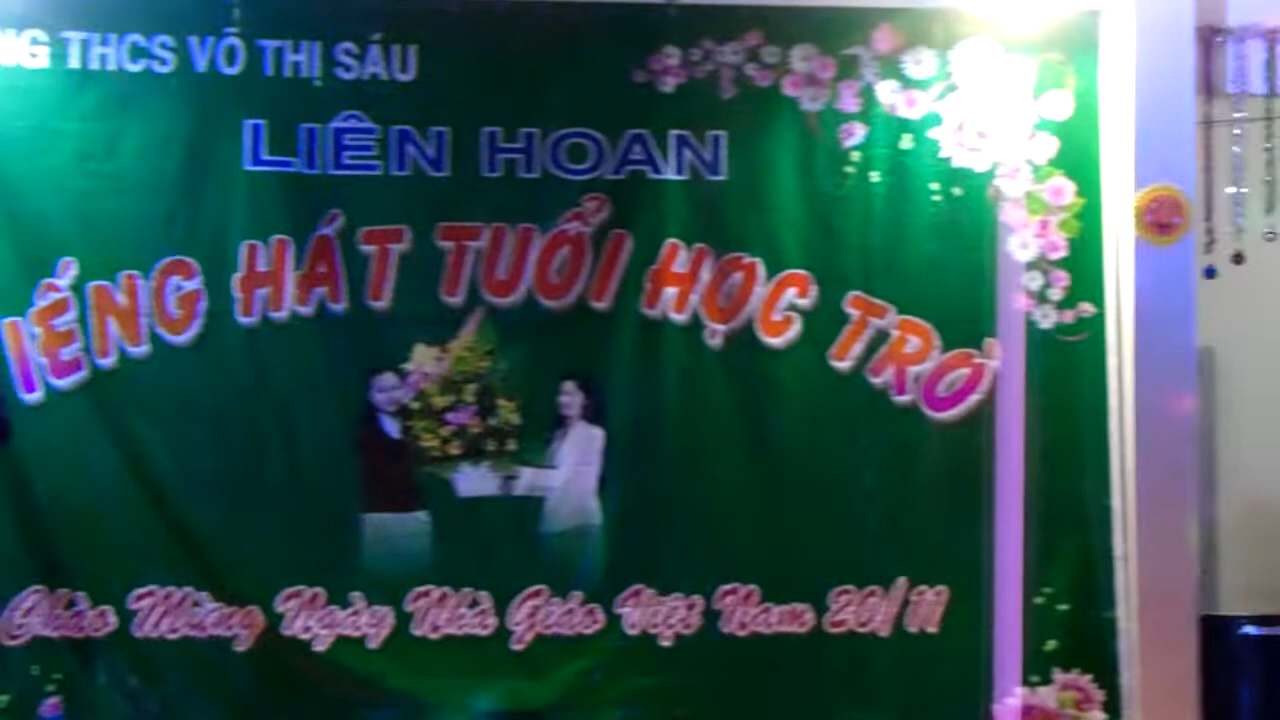 NG THCS VÕ THỊ SÁU
LIÊN HOAN
IẾNG HÁT TUỔI HỌC TRÒ
Chào Mừng Ngày Nhà Giáo Việt Nam 20/11